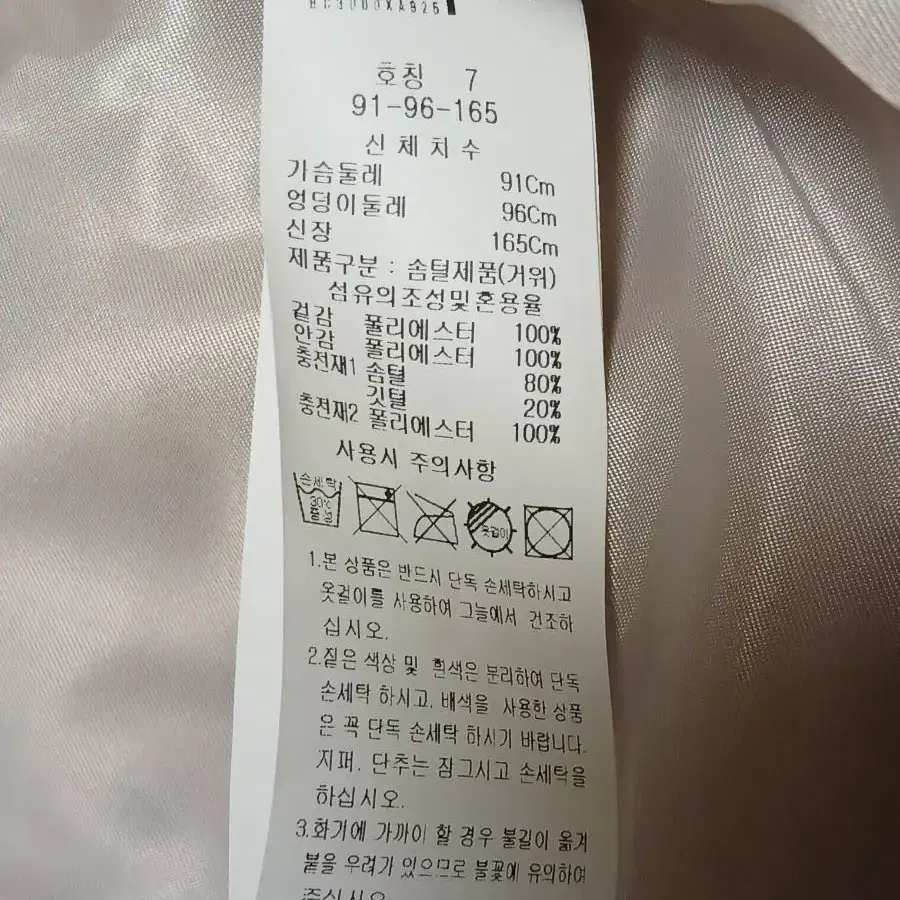 호칭 7
91-96-165
신체치수
가슴둘레 91Cm
엉덩이둘레 96Cm
신장 165Cm
제품구분 : 솜털제품(거위)
섬유의조성및혼용율
겉감 폴리에스터 100%
안감 폴리에스터 100%
충전재1 솜털 80%
깃털 20%
충전재2 폴리에스터 100%
사용시 주의사항
손세탁
30℃
중성
옷걸이
1.본 상품은 반드시 단독 손세탁하시고
옷걸이를 사용하여 그늘에서 건조하
십시오.
2.짙은 색상 및 흰색은 분리하여 단독
손세탁 하시고, 배색을 사용한 상품
은 꼭 단독 손세탁 하시기 바랍니다.
지퍼, 단추는 잠그시고 손세탁을
하십시오.
3.화기에 가까이 할 경우 불길이 옮겨
붙을 우려가 있으므로 불꽃에 유의하여
주십시오